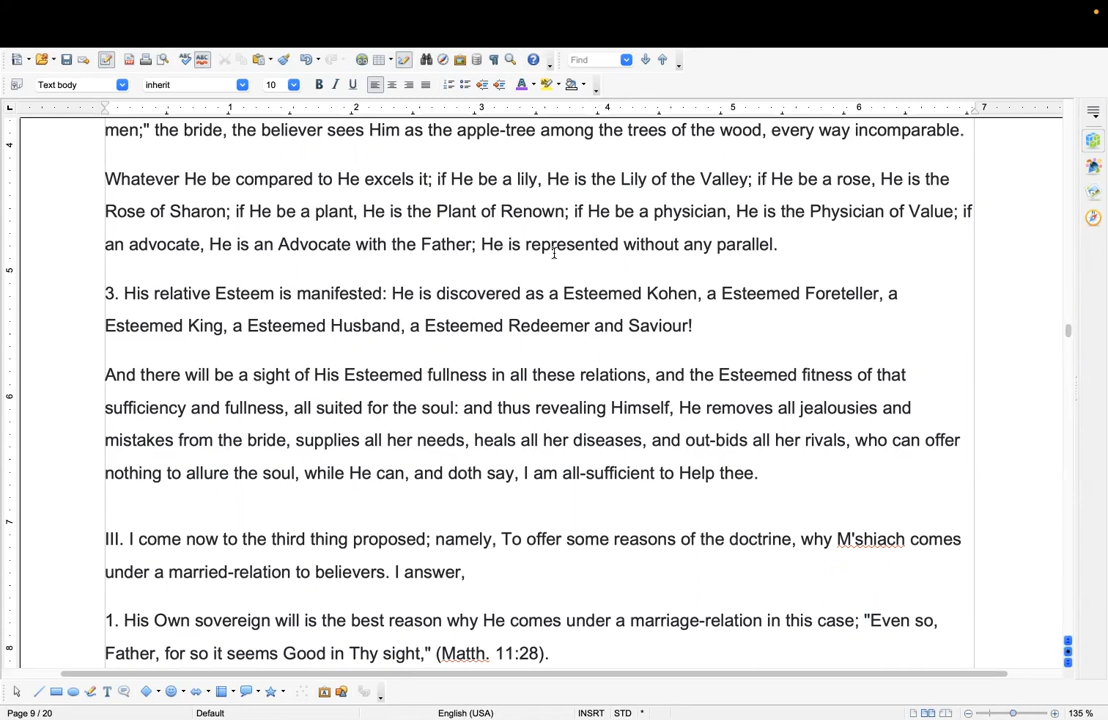 Text body
inherit
10
Find
1 2 3 4 5 6 7
men;" the bride, the believer sees Him as the apple-tree among the trees of the wood, every way incomparable.
Whatever He be compared to He excels it; if He be a lily, He is the Lily of the Valley; if He be a rose, He is the
Rose of Sharon; if He be a plant, He is the Plant of Renown; if He be a physician, He is the Physician of Value; if
an advocate, He is an Advocate with the Father; He is represented without any parallel.
3. His relative Esteem is manifested: He is discovered as a Esteemed Kohen, a Esteemed Foreteller, a
Esteemed King, a Esteemed Husband, a Esteemed Redeemer and Saviour!
And there will be a sight of His Esteemed fullness in all these relations, and the Esteemed fitness of that
sufficiency and fullness, all suited for the soul: and thus revealing Himself, He removes all jealousies and
mistakes from the bride, supplies all her needs, heals all her diseases, and out-bids all her rivals, who can offer
nothing to allure the soul, while He can, and doth say, I am all-sufficient to Help thee.
III. I come now to the third thing proposed; namely, To offer some reasons of the doctrine, why M'shiach comes
under a married-relation to believers. I answer,
1. His Own sovereign will is the best reason why He comes under a marriage-relation in this case; "Even so,
Father, for so it seems Good in Thy sight," (Matth. 11:28).
4
5
6
7
8
Page 9 / 20
Default
English (USA)
INSRT
STD
*
135 %